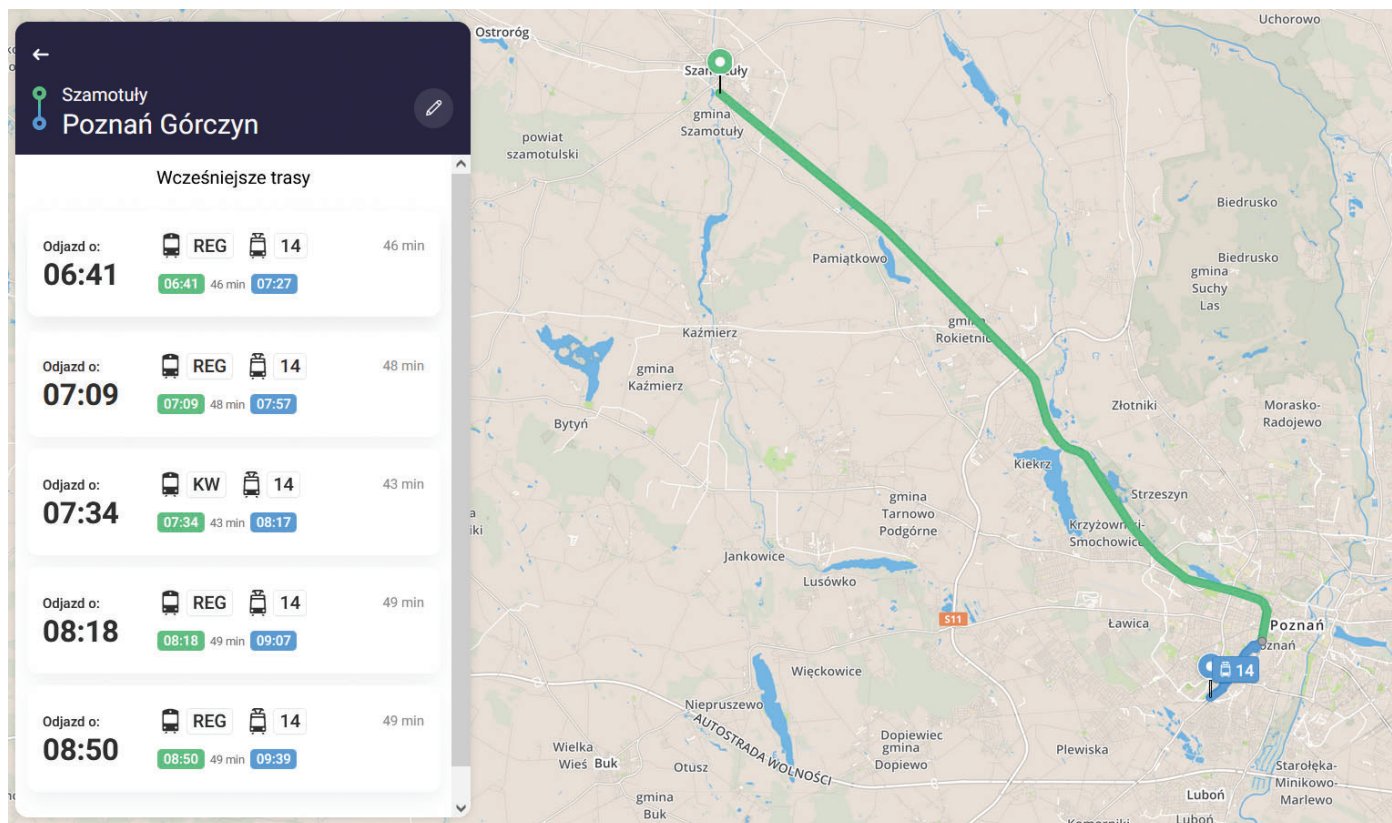 Szamotuły
Poznań Górczyn
Wcześniejsze trasy
Odjazd o:
06:41
REG 14
46 min
06:41 46 min 07:27
Odjazd o:
07:09
REG 14
48 min
07:09 48 min 07:57
Odjazd o:
07:34
KW 14
43 min
07:34 43 min 08:17
Odjazd o:
08:18
REG 14
49 min
08:18 49 min 09:07
Odjazd o:
08:50
REG 14
49 min
08:50 49 min 09:39
Ostroróg
Uchorowo
gmina
Szamotuły
powiat
szamotulski
Biedrusko
Pamiątkowo
Biedrusko
gmina
Suchy
Las
Kaźmierz
gmina
Kaźmierz
Bytyń
Złotniki
Morasko-
Radojewo
Kiekrz
Strzeszyn
gmina
Tarnowo
Podgórne
Jankowice
Lusówko
S11
Ławica
Poznań
14
Więckowice
Niepruszewo
AUTOSTRADA WOLNOŚCI
Wielka
Wieś Buk
Otusz
Dopiewiec
gmina
Dopiewo
Plewiska
Starołęka-
Minikowo-
Marlewo
Luboń
Luboń
gmina
Buk